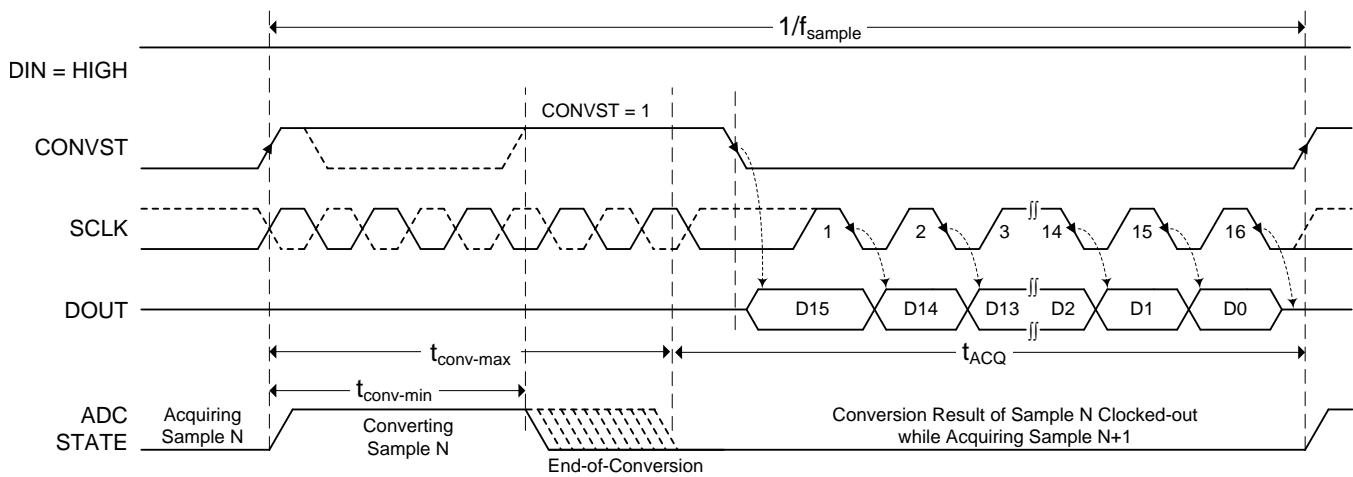 1/fsample
DIN = HIGH
CONVST = 1
CONVST
SCLK
1 2 3 14 15 16
DOUT
D15 D14 D13 D2 D1 D0
tconv-max
tACQ
tconv-min
ADC
STATE
Acquiring
Sample N
Converting
Sample N
End-of-Conversion
Conversion Result of Sample N Clocked-out
while Acquiring Sample N+1